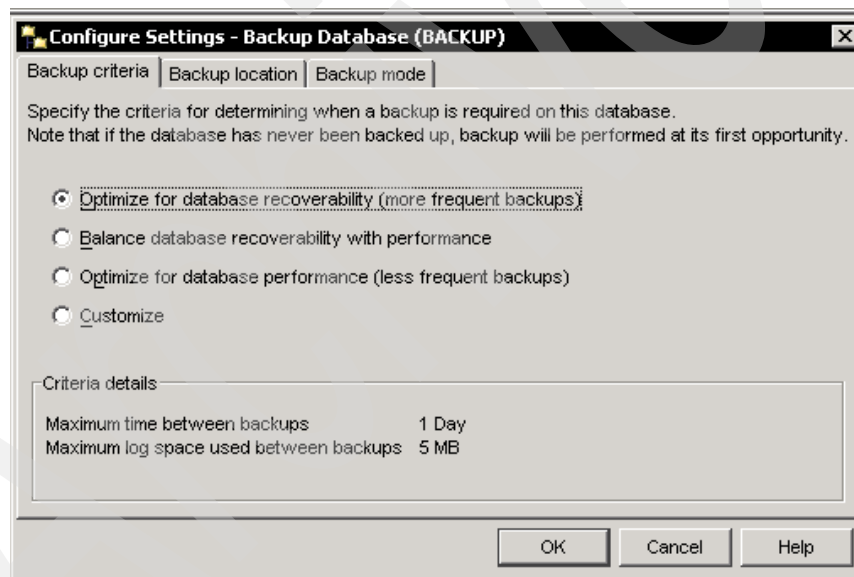 Configure Settings - Backup Database (BACKUP)
Backup criteria Backup location Backup mode
Specify the criteria for determining when a backup is required on this database.
Note that if the database has never been backed up, backup will be performed at its first opportunity.
Optimize for database recoverability (more frequent backups)
Balance database recoverability with performance
Optimize for database performance (less frequent backups)
Customize
Criteria details
Maximum time between backups 1 Day
Maximum log space used between backups 5 MB
OK Cancel Help